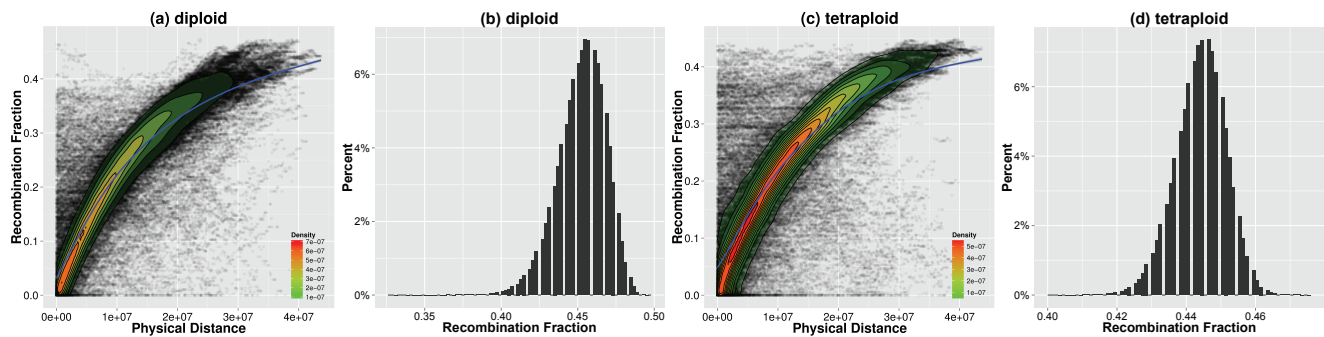 (a) diploid
Recombination Fraction
0.4
0.3
0.2
0.1
0.0
0e+00 1e+07 2e+07 3e+07 4e+07
Physical Distance
Density
7e−07
6e−07
5e−07
4e−07
3e−07
2e−07
1e−07
(b) diploid
Percent
6%
4%
2%
0%
0.35 0.40 0.45 0.50
Recombination Fraction
(c) tetraploid
Recombination Fraction
0.4
0.3
0.2
0.1
0.0
0e+00 1e+07 2e+07 3e+07 4e+07
Physical Distance
Density
5e−07
4e−07
3e−07
2e−07
1e−07
(d) tetraploid
Percent
6%
4%
2%
0%
0.40 0.42 0.44 0.46
Recombination Fraction